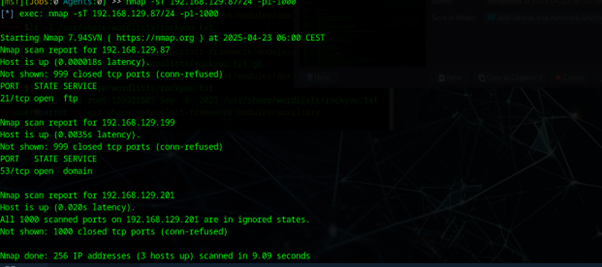 [msf](Jobs:0 Agents:0) >> nmap -sT 192.168.129.87/24 -p1-1000
[*] exec: nmap -sT 192.168.129.87/24 -p1-1000
Starting Nmap 7.94SVN ( https://nmap.org ) at 2025-04-23 06:00 CEST
Nmap scan report for 192.168.129.87
Host is up (0.000018s latency).
Not shown: 999 closed tcp ports (conn-refused)
PORT   STATE SERVICE
21/tcp open  ftp
Nmap scan report for 192.168.129.199
Host is up (0.0035s latency).
Not shown: 999 closed tcp ports (conn-refused)
PORT   STATE SERVICE
53/tcp open  domain
Nmap scan report for 192.168.129.201
Host is up (0.020s latency).
All 1000 scanned ports on 192.168.129.201 are in ignored states.
Not shown: 1000 closed tcp ports (conn-refused)
Nmap done: 256 IP addresses (3 hosts up) scanned in 9.09 seconds